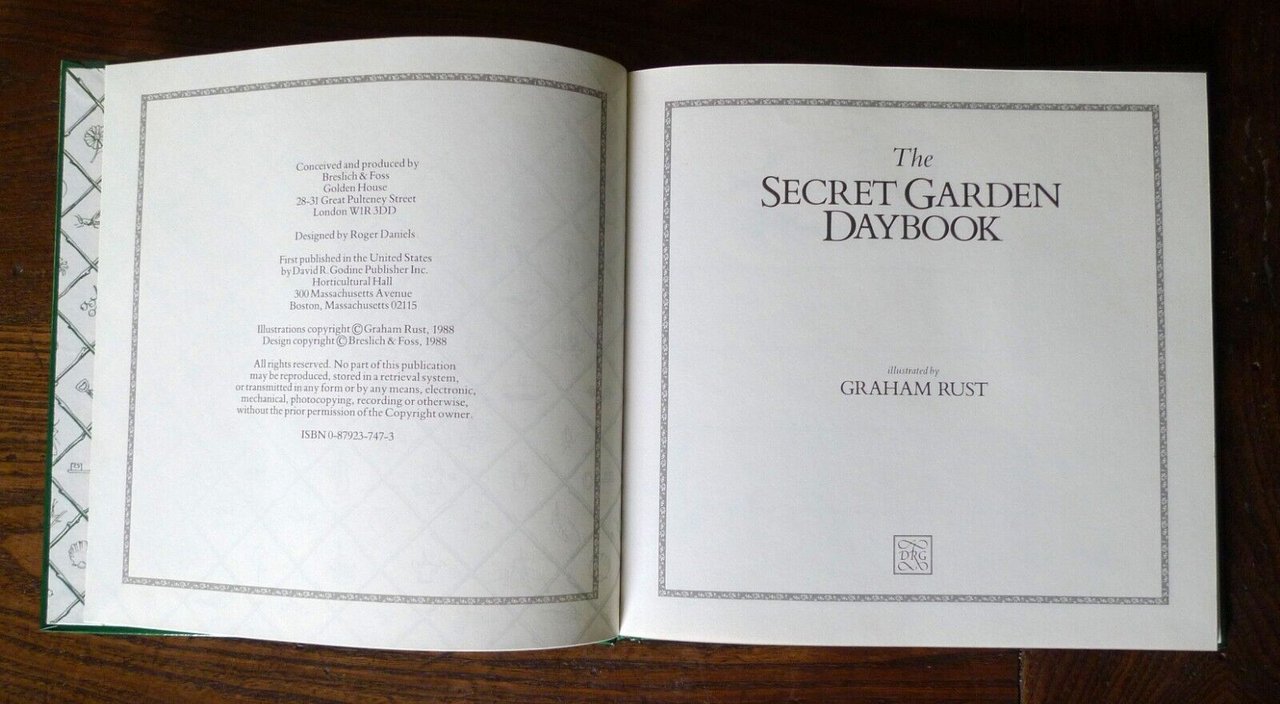 Conceived and produced by
Breslich & Foss
Golden House
28-31 Great Pulteney Street
London W1R 3DD
Designed by Roger Daniels
First published in the United States
by David R. Godine Publisher Inc.
Horticultural Hall
300 Massachusetts Avenue
Boston, Massachusetts 02115
Illustrations copyright © Graham Rust, 1988
Design copyright © Breslich & Foss, 1988
All rights reserved. No part of this publication
may be reproduced, stored in a retrieval system,
or transmitted in any form or by any means, electronic,
mechanical, photocopying, recording or otherwise,
without the prior permission of the Copyright owner.
ISBN 0-87923-747-3
The
SECRET GARDEN
DAYBOOK
illustrated by
GRAHAM RUST
DRG